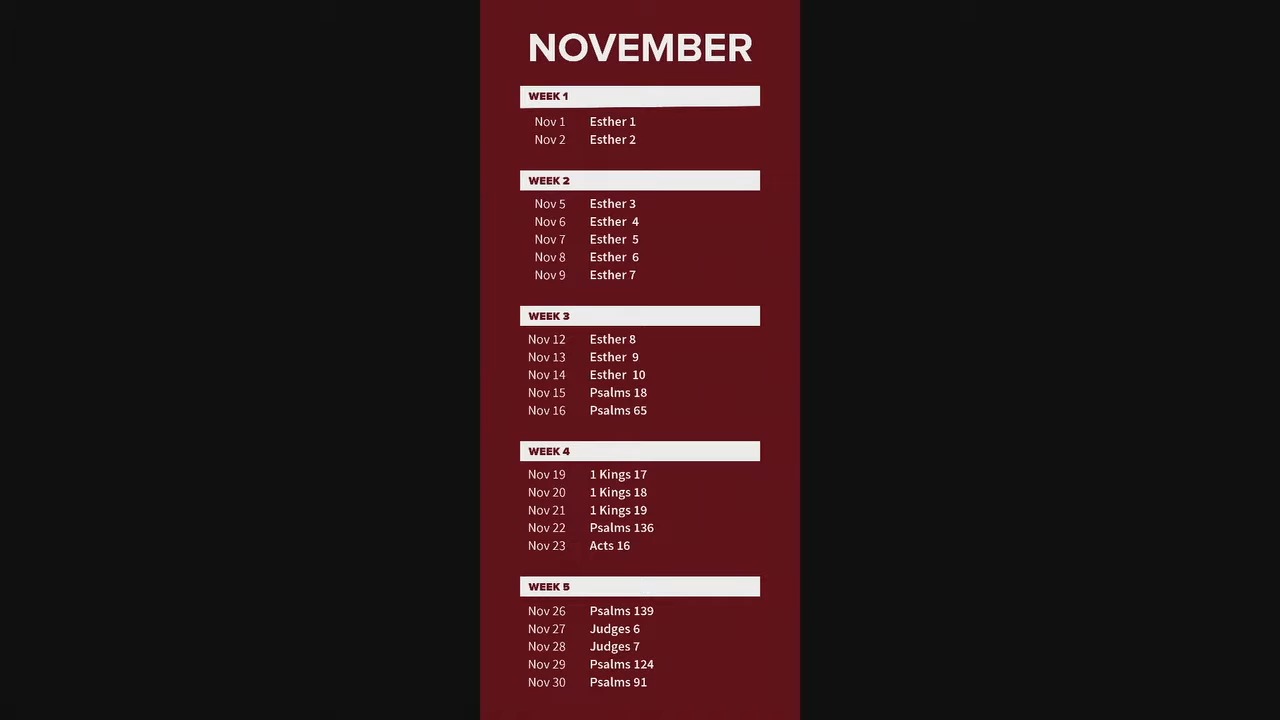 NOVEMBER
WEEK 1
Nov 1 Esther 1
Nov 2 Esther 2
WEEK 2
Nov 5 Esther 3
Nov 6 Esther 4
Nov 7 Esther 5
Nov 8 Esther 6
Nov 9 Esther 7
WEEK 3
Nov 12 Esther 8
Nov 13 Esther 9
Nov 14 Esther 10
Nov 15 Psalms 18
Nov 16 Psalms 65
WEEK 4
Nov 19 1 Kings 17
Nov 20 1 Kings 18
Nov 21 1 Kings 19
Nov 22 Psalms 136
Nov 23 Acts 16
WEEK 5
Nov 26 Psalms 139
Nov 27 Judges 6
Nov 28 Judges 7
Nov 29 Psalms 124
Nov 30 Psalms 91